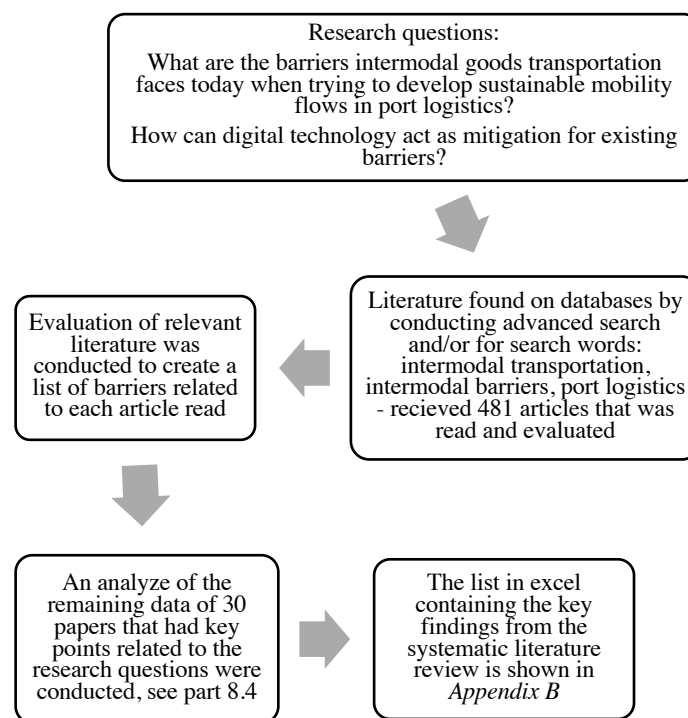 Research questions:
What are the barriers intermodal goods transportation
faces today when trying to develop sustainable mobility
flows in port logistics?
How can digital technology act as mitigation for existing
barriers?
Literature found on databases by
conducting advanced search
and/or for search words:
intermodal transportation,
intermodal barriers, port logistics
- recieved 481 articles that was
read and evaluated
Evaluation of relevant
literature was
conducted to create a
list of barriers related
to each article read
An analyze of the
remaining data of 30
papers that had key
points related to the
research questions were
conducted, see part 8.4
The list in excel
containing the key
findings from the
systematic literature
review is shown in
Appendix B